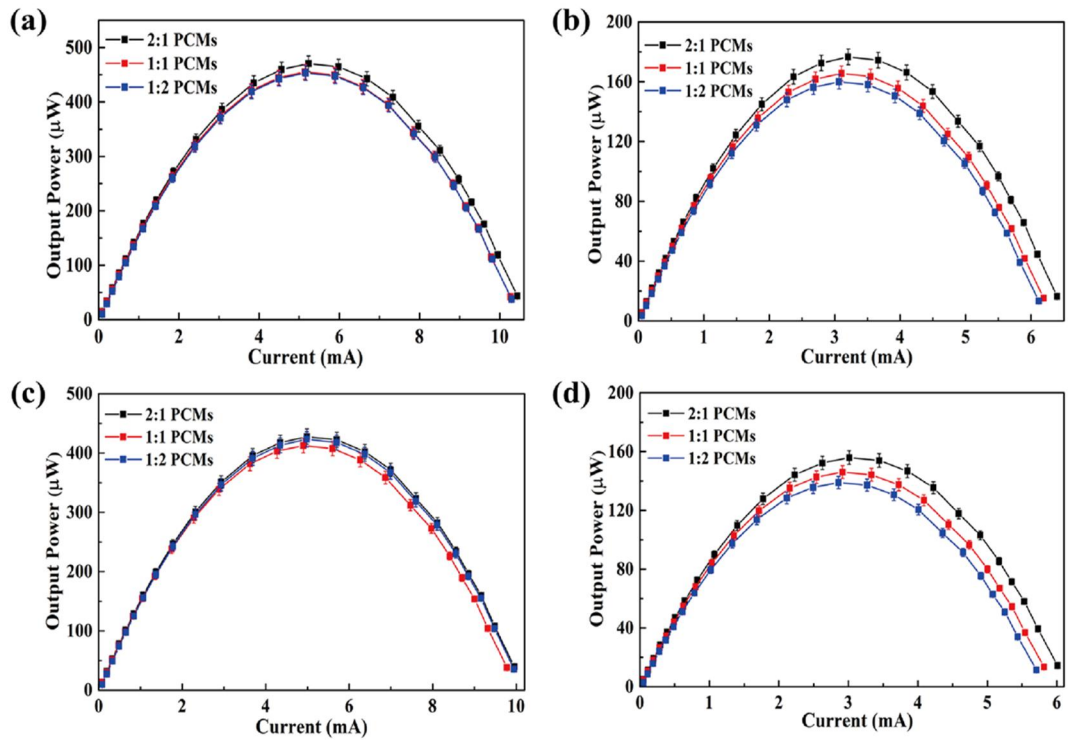 (a)
500
400
300
200
100
0
Output Power (μW)
2:1 PCMs
1:1 PCMs
1:2 PCMs
0 2 4 6 8 10
Current (mA)
(b)
200
160
120
80
40
0
Output Power (μW)
2:1 PCMs
1:1 PCMs
1:2 PCMs
0 1 2 3 4 5 6
Current (mA)
(c)
500
400
300
200
100
0
Output Power (μW)
2:1 PCMs
1:1 PCMs
1:2 PCMs
0 2 4 6 8 10
Current (mA)
(d)
200
160
120
80
40
0
Output Power (μW)
2:1 PCMs
1:1 PCMs
1:2 PCMs
0 1 2 3 4 5 6
Current (mA)